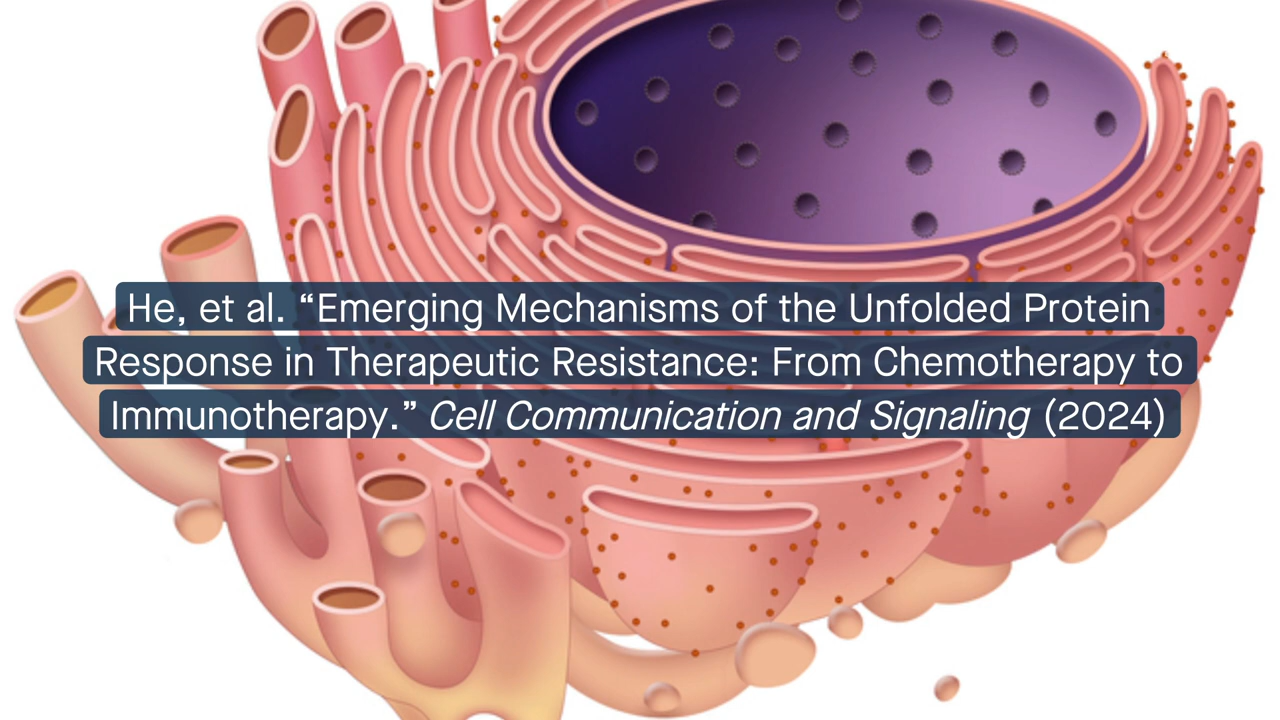 He, et al. “Emerging Mechanisms of the Unfolded Protein
Response in Therapeutic Resistance: From Chemotherapy to
Immunotherapy.” Cell Communication and Signaling (2024)